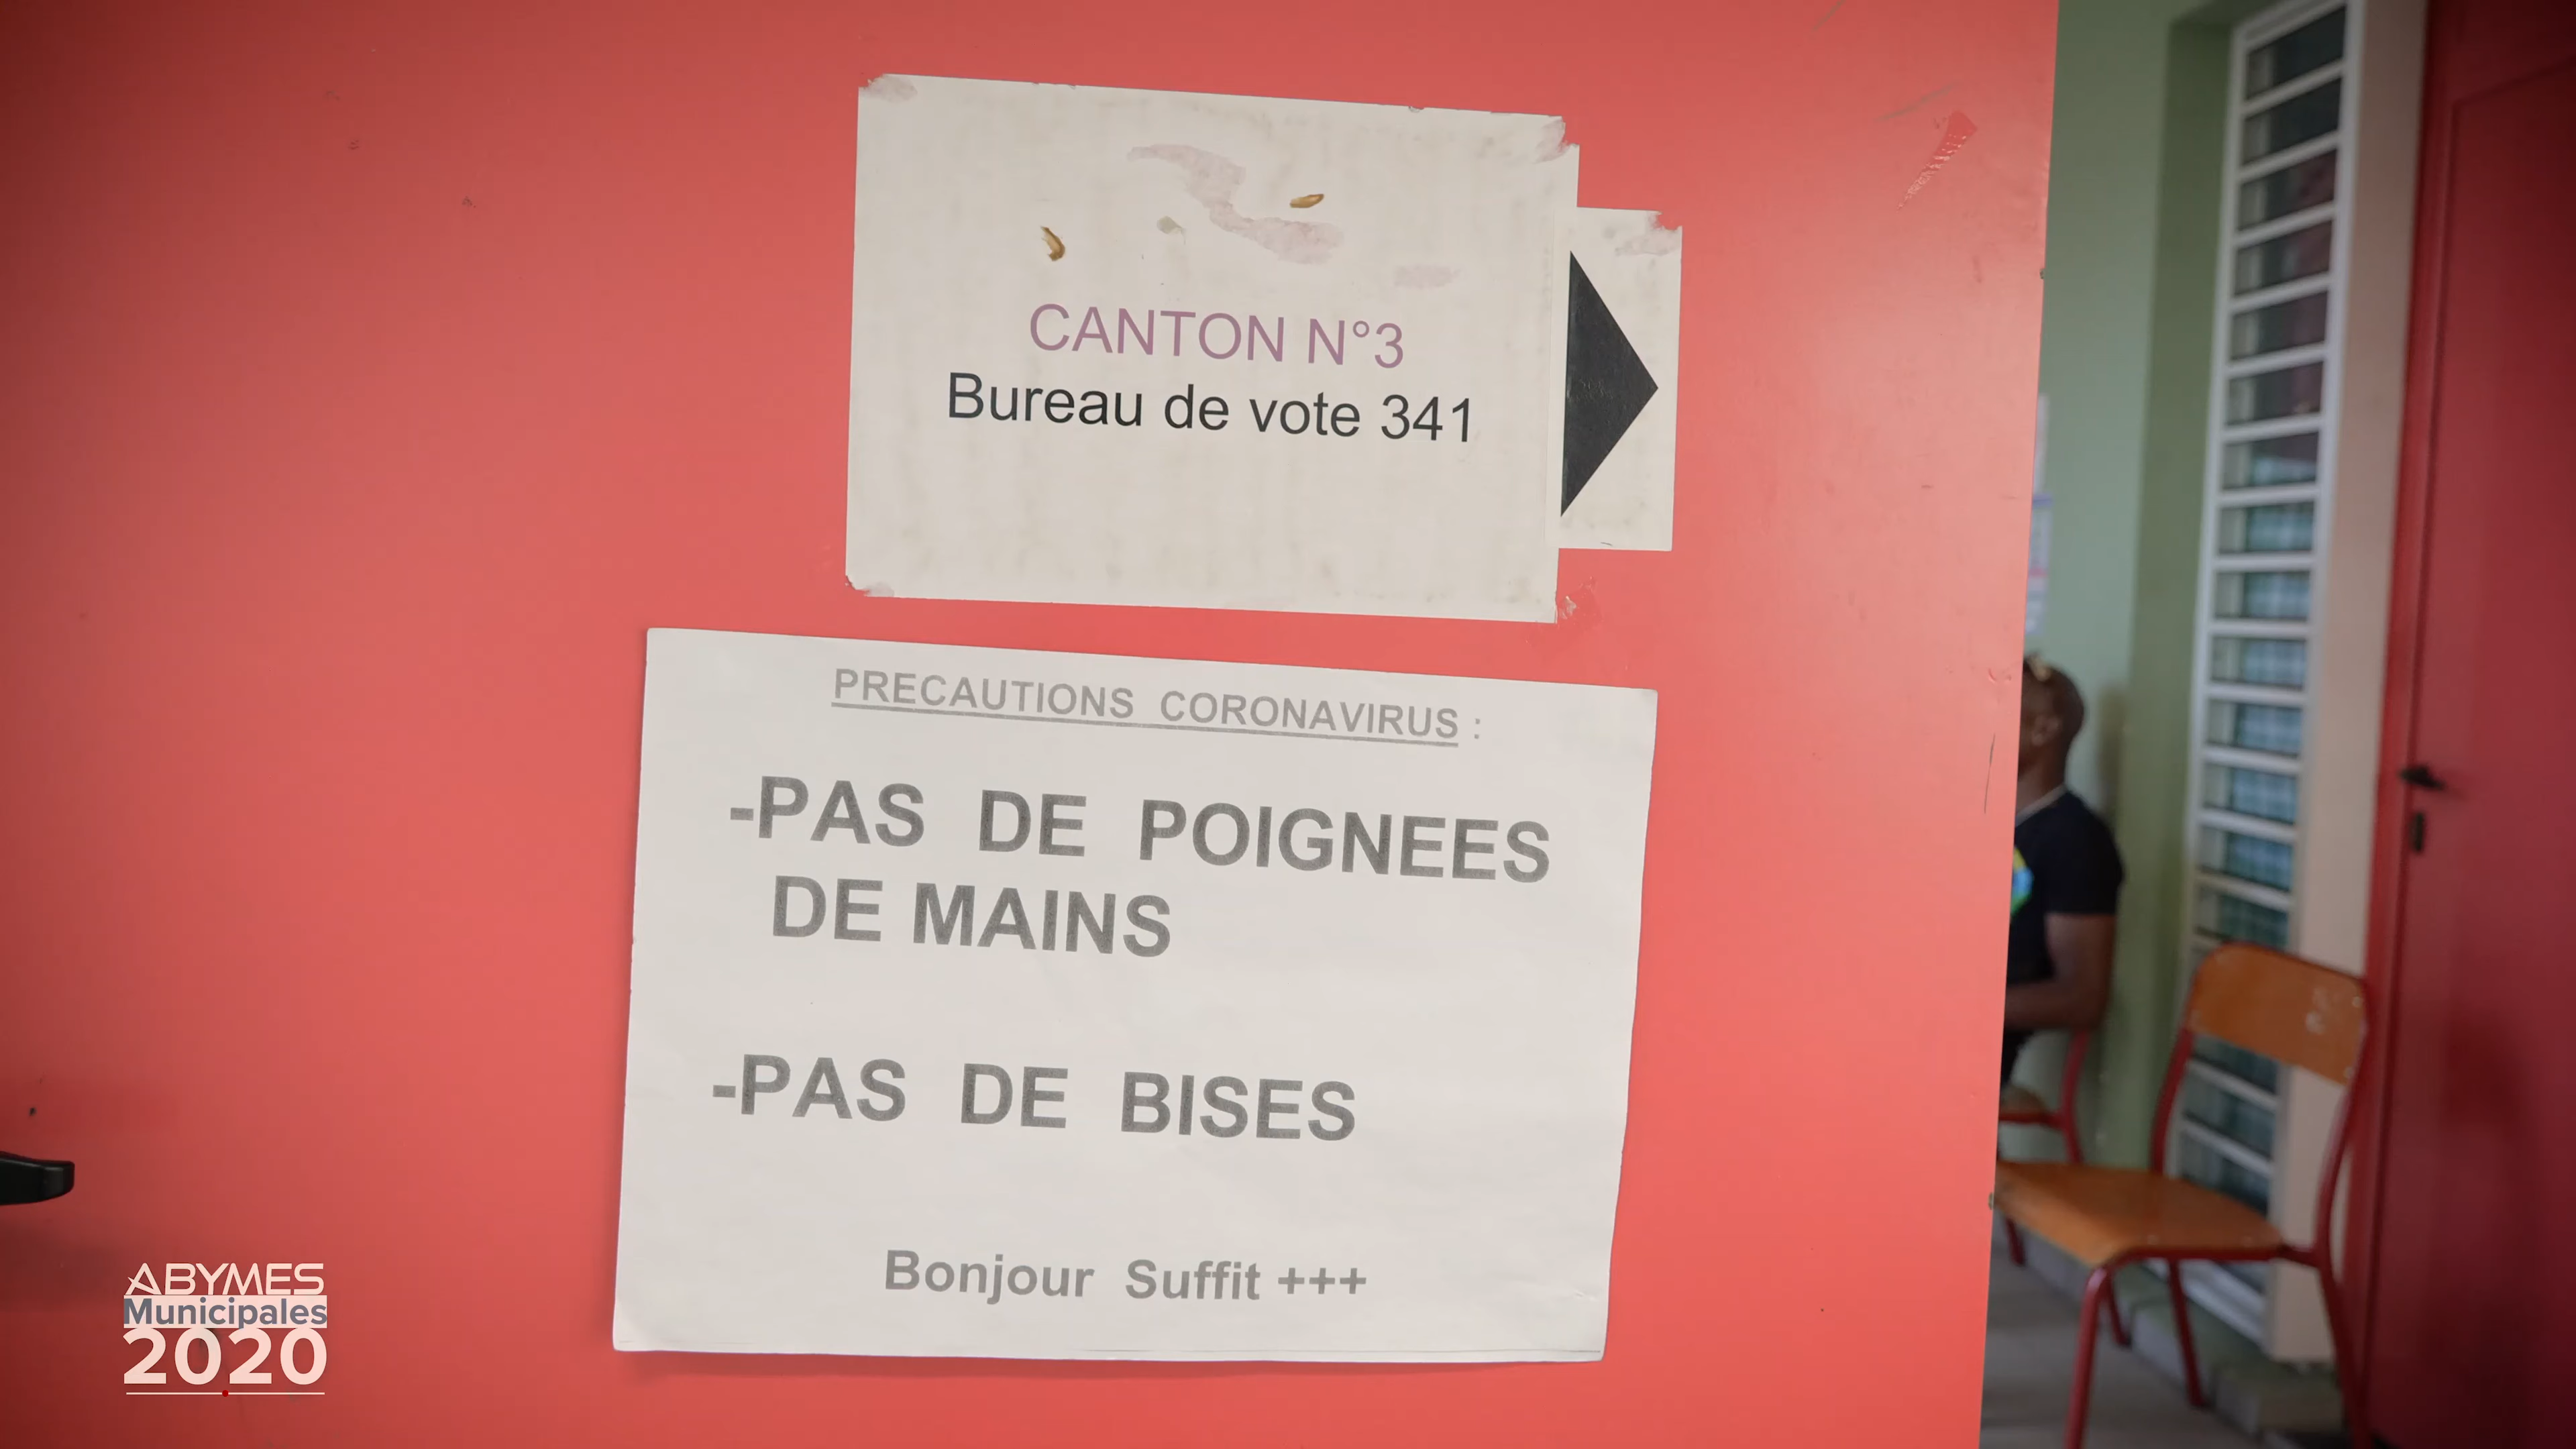 CANTON N°3
Bureau de vote 341
PRECAUTIONS CORONAVIRUS :
-PAS DE POIGNEES
DE MAINS
-PAS DE BISES
Bonjour Suffit +++
ABYMES
Municipales
2020